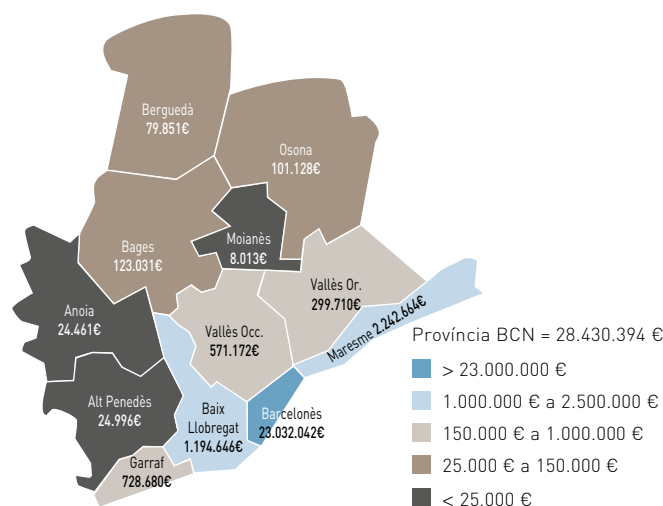 Berguedà
79.851€
Osona
101.128€
Bages
123.031€
Moianès
8.013€
Vallès Or.
299.710€
Anoia
24.461€
Vallès Occ.
571.172€
Maresme 2.242.664€
Alt Penedès
24.996€
Baix
Llobregat
1.194.646€
Barcelonès
23.032.042€
Garraf
728.680€
Província BCN = 28.430.394 €
> 23.000.000 €
1.000.000 € a 2.500.000 €
150.000 € a 1.000.000 €
25.000 € a 150.000 €
< 25.000 €